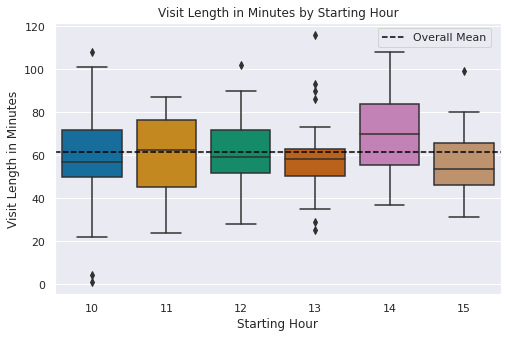 Visit Length in Minutes by Starting Hour
Overall Mean
Visit Length in Minutes
120
100
80
60
40
20
0
10 11 12 13 14 15
Starting Hour